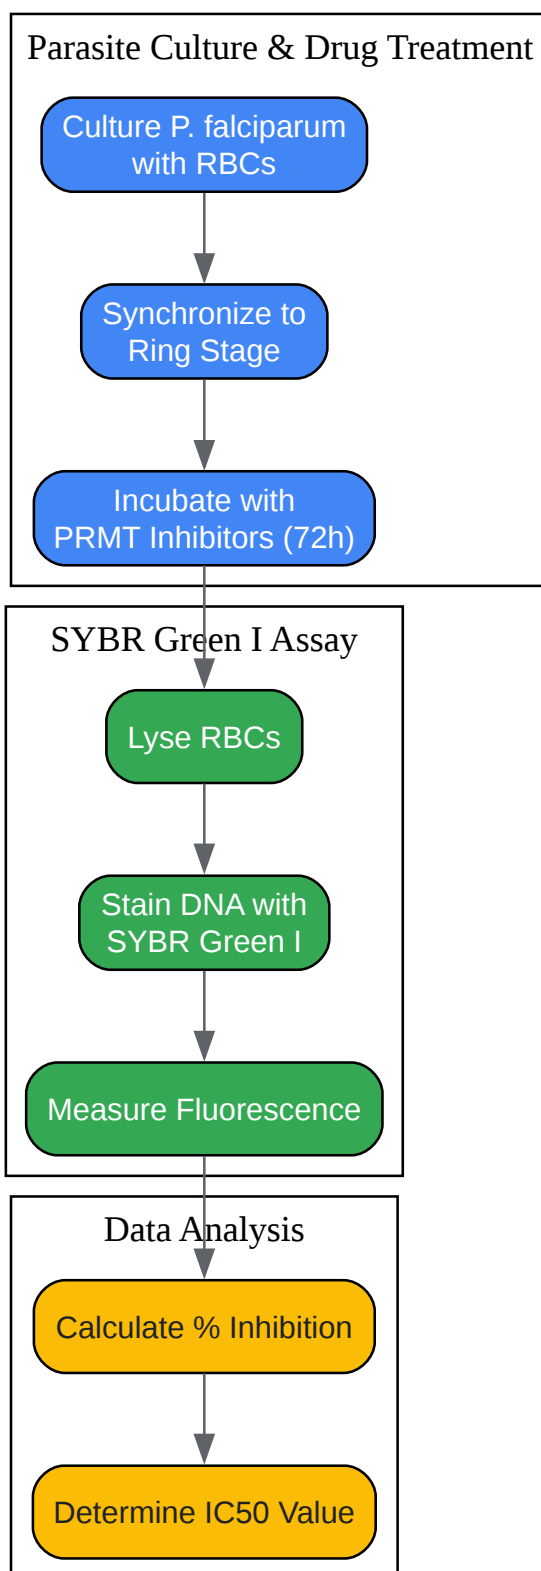 Parasite Culture & Drug Treatment
Culture P. falciparum
with RBCs
Synchronize to
Ring Stage
Incubate with
PRMT Inhibitors (72h)
SYBR Green I Assay
Lyse RBCs
Stain DNA with
SYBR Green I
Measure Fluorescence
Data Analysis
Calculate % Inhibition
Determine IC50 Value